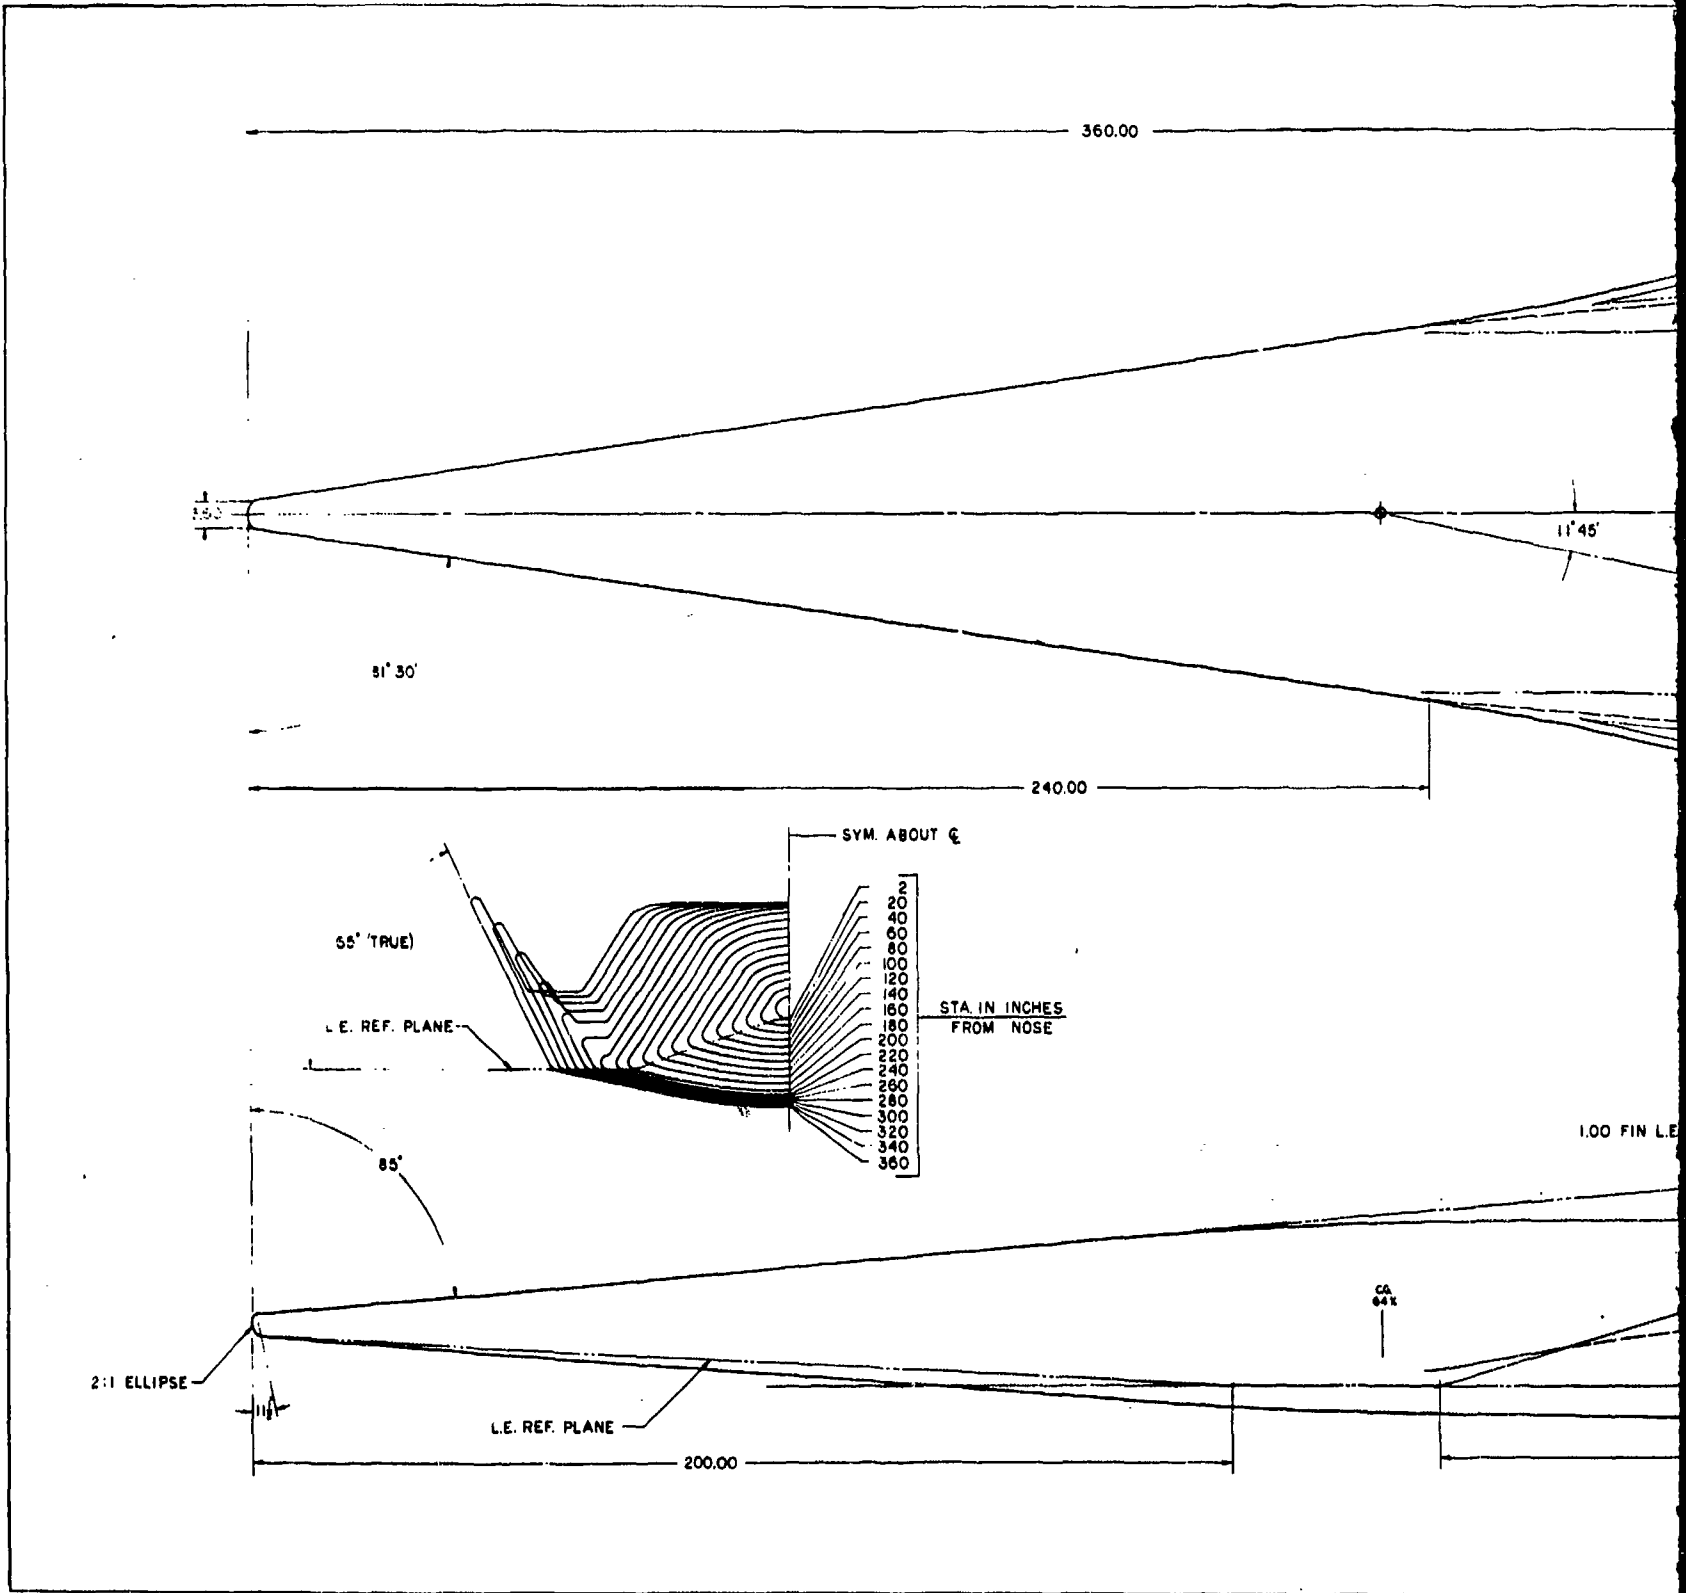 360.00
11°45'
81°30'
240.00
SYM. ABOUT ℄
2
20
40
60
80
100
120
140
160
180
200
220
240
260
280
300
320
340
360
STA. IN INCHES
FROM NOSE
55° (TRUE)
L.E. REF. PLANE
85°
1.00 FIN L.E
C.G.
64%
2:1 ELLIPSE
L.E. REF. PLANE
200.00